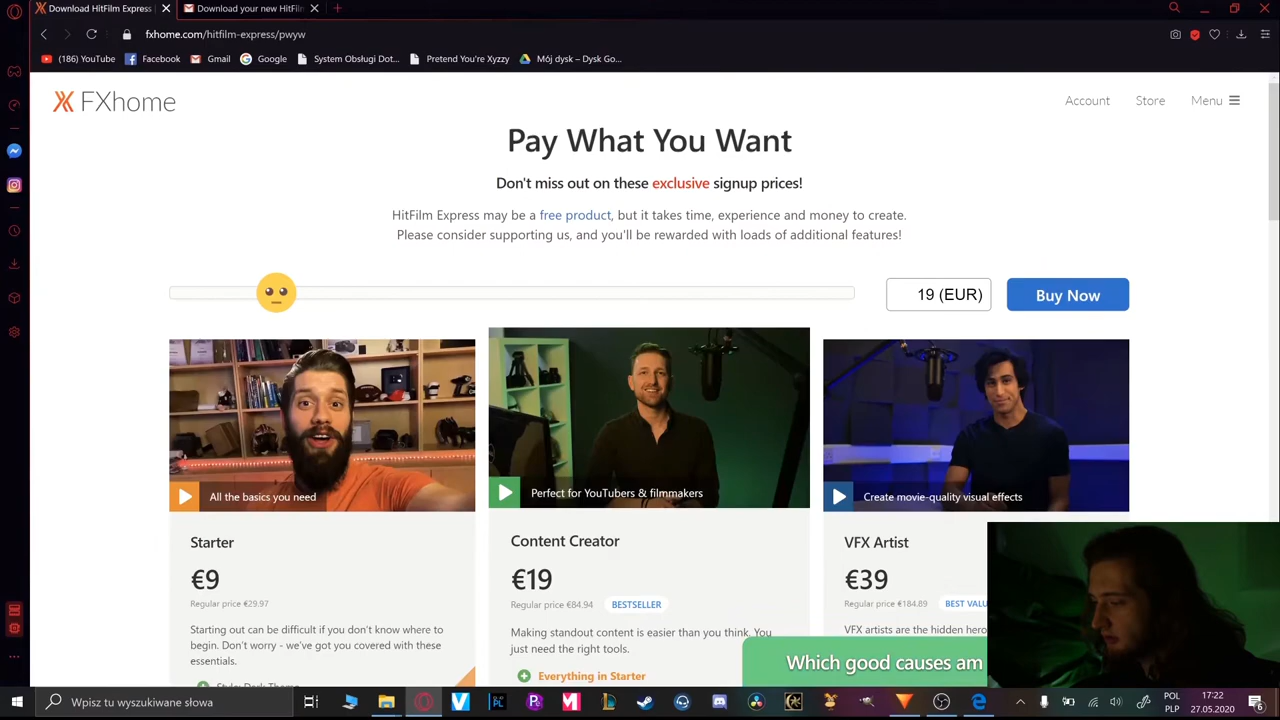 Download HitFilm Express
Download your new HitFil
fxhome.com/hitfilm-express/pwyw
(186) YouTube
Facebook
Gmail
Google
System Obsługi Dot...
Pretend You're Xyzzy
Mój dysk – Dysk Go...
FXhome
Account
Store
Menu
Pay What You Want
Don't miss out on these exclusive signup prices!
HitFilm Express may be a free product, but it takes time, experience and money to create.
Please consider supporting us, and you'll be rewarded with loads of additional features!
19 (EUR)
Buy Now
All the basics you need
Perfect for YouTubers & filmmakers
Create movie-quality visual effects
Starter
€9
Regular price €29.97
Starting out can be difficult if you don't know where to
begin. Don't worry - we've got you covered with these
essentials.
Style: Dark Theme
Content Creator
€19
Regular price €84.94
BESTSELLER
Making standout content is easier than you think. You
just need the right tools.
Everything in Starter
VFX Artist
€39
Regular price €184.89
BEST VALU
VFX artists are the hidden hero
Which good causes am
Wpisz tu wyszukiwane słowa
POL
PLP
17:22
27.05.2020
6